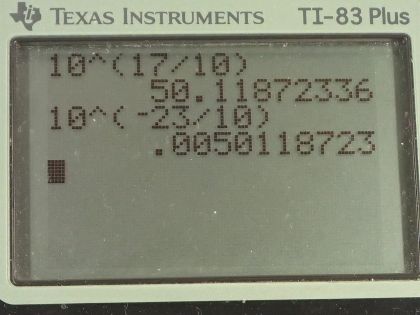 TEXAS INSTRUMENTS TI-83 Plus
10^(17/10)
50.11872336
10^(-23/10)
.0050118723